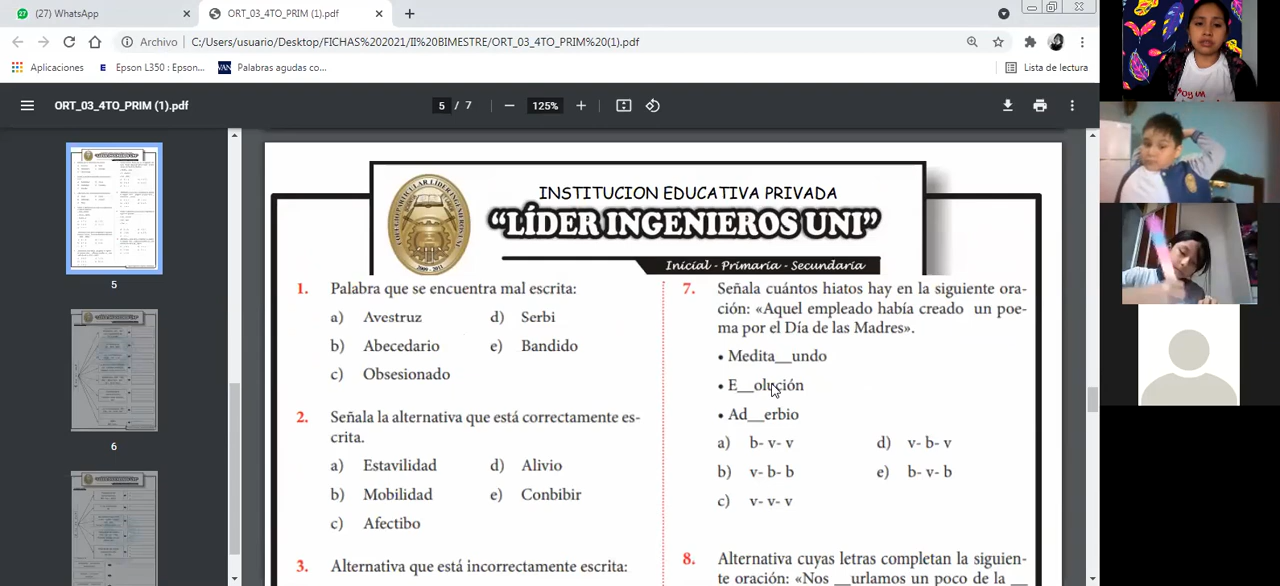 (27) WhatsApp
ORT_03_4TO_PRIM (1).pdf
Archivo
C:/Users/usuario/Desktop/FICHAS%202021/II%20BIMESTRE/ORT_03_4TO_PRIM%20(1).pdf
Aplicaciones
E Epson L350 : Epson...
Palabras agudas co...
Lista de lectura
ORT_03_4TO_PRIM (1).pdf
5 / 7
125%
5
6
INSTITUCION EDUCATIVA PRIVADA
“LÍDER INGENIEROS UNI”
Inicial - Primaria - Secundaria
1. Palabra que se encuentra mal escrita:
a) Avestruz
d) Serbi
b) Abecedario
e) Bandido
c) Obsesionado
2. Señala la alternativa que está correctamente es-
crita.
a) Estavilidad
d) Alivio
b) Mobilidad
e) Conbibir
c) Afectibo
3. Alternativa que está incorrectamente escrita:
7. Señala cuántos hiatos hay en la siguiente ora-
ción: «Aquel empleado había creado un poe-
ma por el Día de las Madres».
• Medita__undo
• E__olución
• Ad__erbio
a) b- v- v
d) v- b- v
b) v- b- b
e) b- v- b
c) v- v- v
8. Alternativa cuyas letras completan la siguien-
te oración: «Nos __urlamos un poco de la __